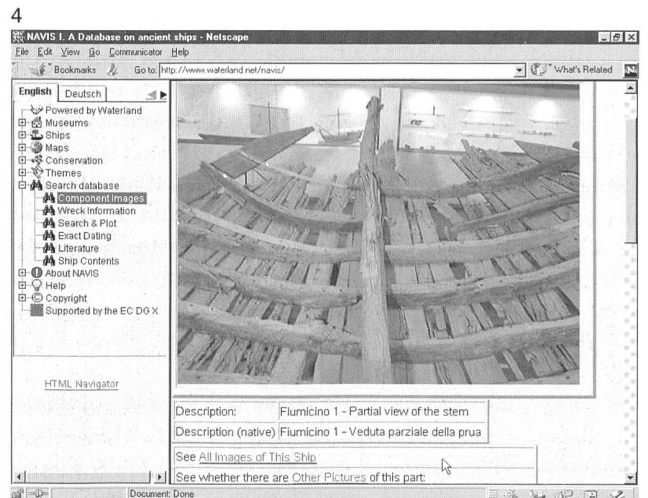 4
NAVIS I. A Database on ancient ships - Netscape
File Edit View Go Communicator Help
Bookmarks Go to: http://www.waterland.net/navis/ What's Related
English Deutsch
Powered by Waterland
Museums
Ships
Maps
Conservation
Themes
Search database
Component Images
Wreck Information
Search & Plot
Exact Dating
Literature
Ship Contents
About NAVIS
Help
Copyright
Supported by the EC DG X
HTML Navigator
Description: Fiumicino 1 - Partial view of the stem
Description (native) Fiumicino 1 - Veduta parziale della prua
See All Images of This Ship
See whether there are Other Pictures of this part:
Document: Done